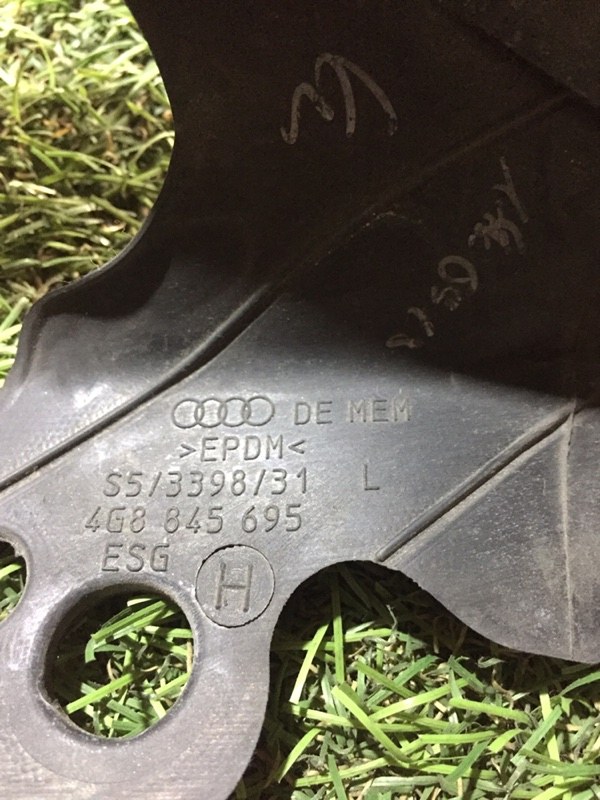 DE MEM
>EPDM<
S5/3398/31 L
4G8 845 695
ESG
H